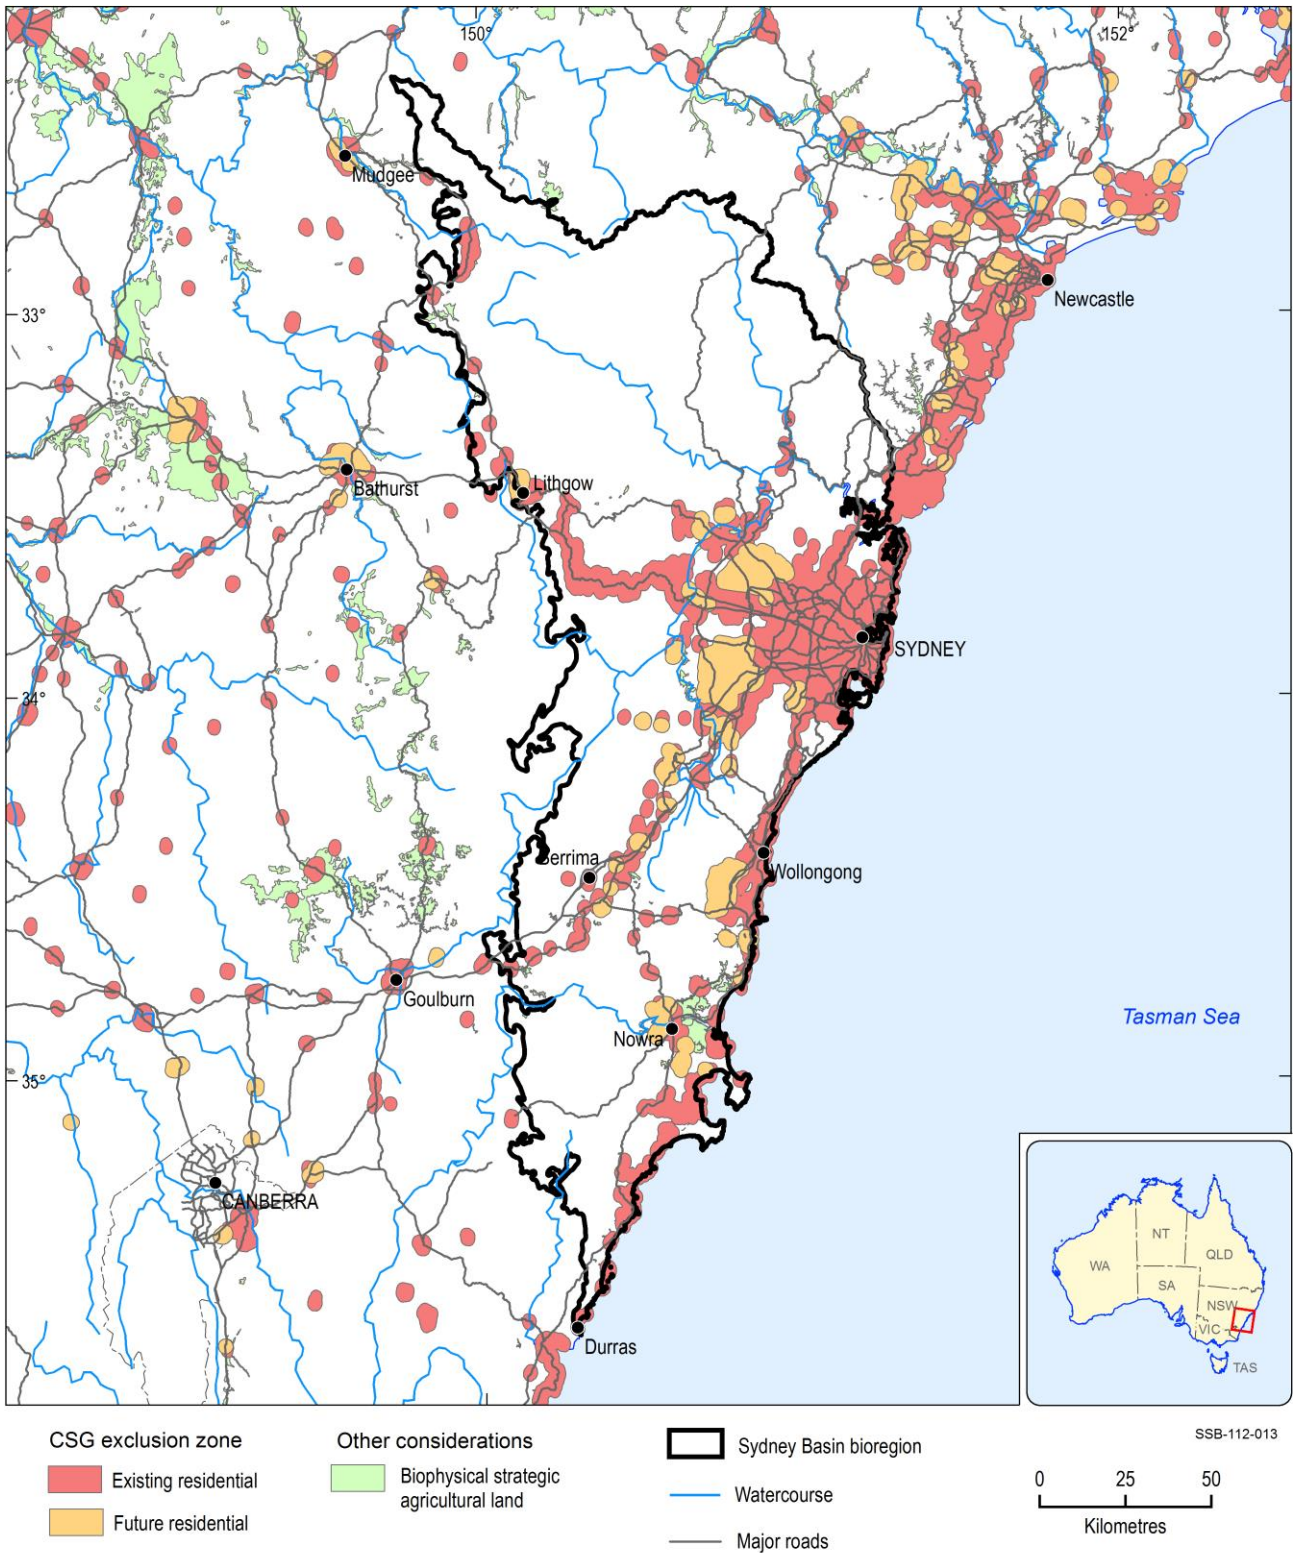 150°
152°
Mudgee
Newcastle
33°
Lithgow
Bathurst
SYDNEY
34°
Berrima
Wollongong
Goulburn
Nowra
Tasman Sea
35°
CANBERRA
Durras
NT
QLD
WA
SA
NSW
VIC
TAS
CSG exclusion zone
Existing residential
Future residential
Other considerations
Biophysical strategic
agricultural land
Sydney Basin bioregion
Watercourse
Major roads
SSB-112-013
0 25 50
Kilometres